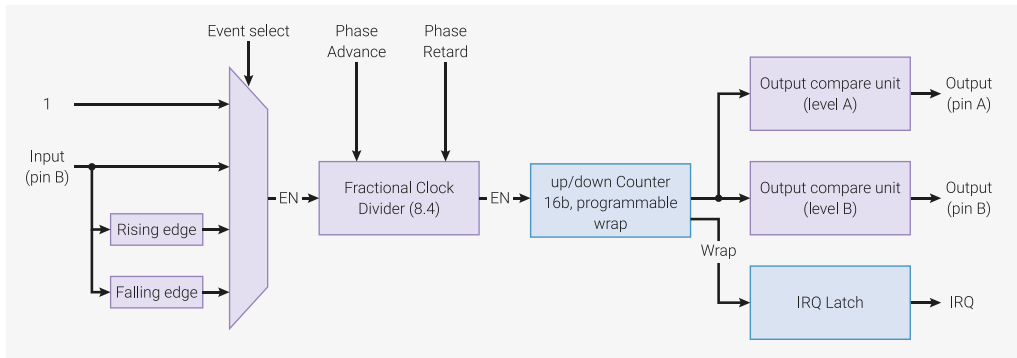 Event select
Phase
Advance
Phase
Retard
1
Input
(pin B)
Rising edge
Falling edge
EN
Fractional Clock
Divider (8.4)
EN
up/down Counter
16b, programmable
wrap
Wrap
Output compare unit
(level A)
Output
(pin A)
Output compare unit
(level B)
Output
(pin B)
IRQ Latch
IRQ